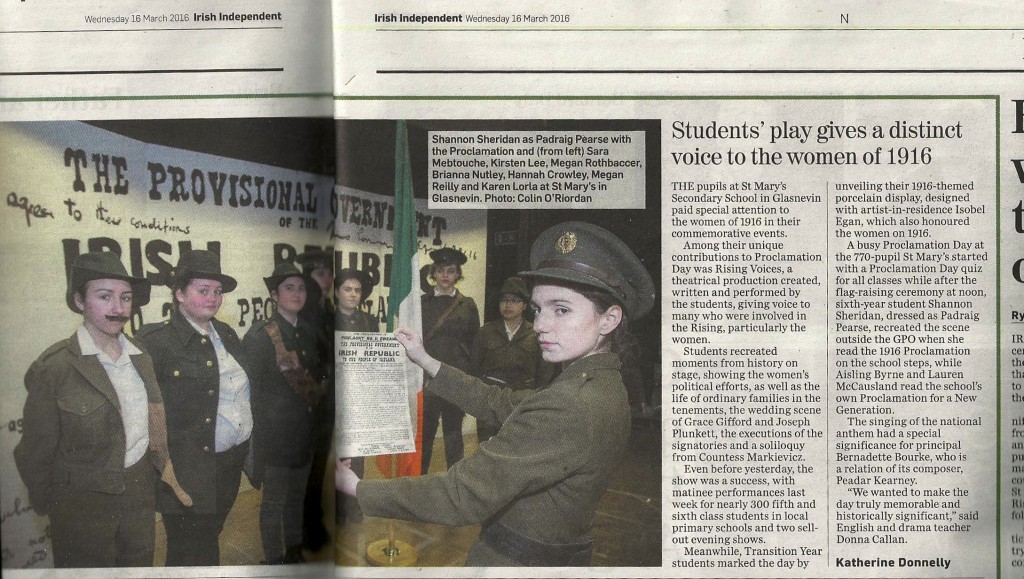 Wednesday 16 March 2016 Irish Independent
Irish Independent Wednesday 16 March 2016
N
THE PROVISIONAL GOVERNMENT
OF THE
agree to these conditions
IRISH REPUBLIC
Shannon Sheridan as Padraig Pearse with
the Proclamation and (from left) Sara
Mebtouche, Kirsten Lee, Megan Rothbaccer,
Brianna Nutley, Hannah Crowley, Megan
Reilly and Karen Lorla at St Mary's in
Glasnevin. Photo: Colin O'Riordan
THE PROVISIONAL GOVERNMENT
IRISH REPUBLIC
TO THE PEOPLE OF IRELAND
Students' play gives a distinct
voice to the women of 1916
THE pupils at St Mary's
Secondary School in Glasnevin
paid special attention to
the women of 1916 in their
commemorative events.
Among their unique
contributions to Proclamation
Day was Rising Voices, a
theatrical production created,
written and performed by
the students, giving voice to
many who were involved in
the Rising, particularly the
women.
Students recreated
moments from history on
stage, showing the women's
political efforts, as well as the
life of ordinary families in the
tenements, the wedding scene
of Grace Gifford and Joseph
Plunkett, the executions of the
signatories and a soliloquy
from Countess Markievicz.
Even before yesterday, the
show was a success, with
matinee performances last
week for nearly 300 fifth and
sixth class students in local
primary schools and two sell-
out evening shows.
Meanwhile, Transition Year
students marked the day by
unveiling their 1916-themed
porcelain display, designed
with artist-in-residence Isobel
Egan, which also honoured
the women on 1916.
A busy Proclamation Day at
the 770-pupil St Mary's started
with a Proclamation Day quiz
for all classes while after the
flag-raising ceremony at noon,
sixth-year student Shannon
Sheridan, dressed as Padraig
Pearse, recreated the scene
outside the GPO when she
read the 1916 Proclamation
on the school steps, while
Aisling Byrne and Lauren
McCausland read the school's
own Proclamation for a New
Generation.
The singing of the national
anthem had a special
significance for principal
Bernadette Bourke, who is
a relation of its composer,
Peadar Kearney.
"We wanted to make the
day truly memorable and
historically significant," said
English and drama teacher
Donna Callan.
Katherine Donnelly